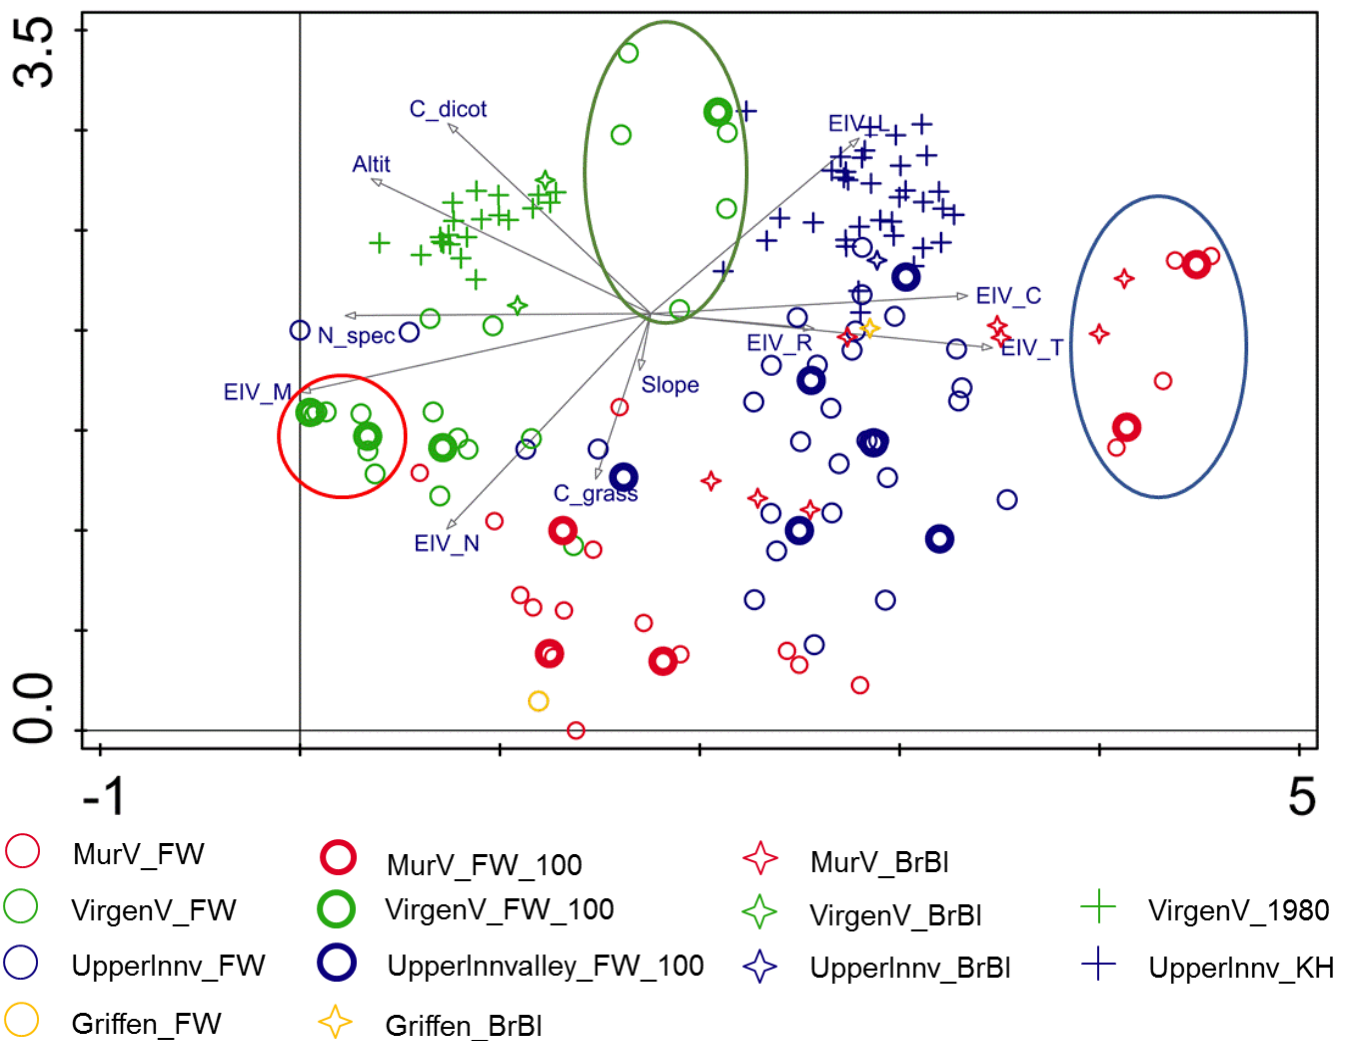 3.5
C_dicot
EIV_L
Altit
EIV_C
N_spec
EIV_R
EIV_T
EIV_M
Slope
C_grass
EIV_N
0.0
-1
5
MurV_FW
MurV_FW_100
MurV_BrBl
VirgenV_FW
VirgenV_FW_100
VirgenV_BrBl
VirgenV_1980
UpperInnv_FW
UpperInnvalley_FW_100
UpperInnv_BrBl
UpperInnv_KH
Griffen_FW
Griffen_BrBl